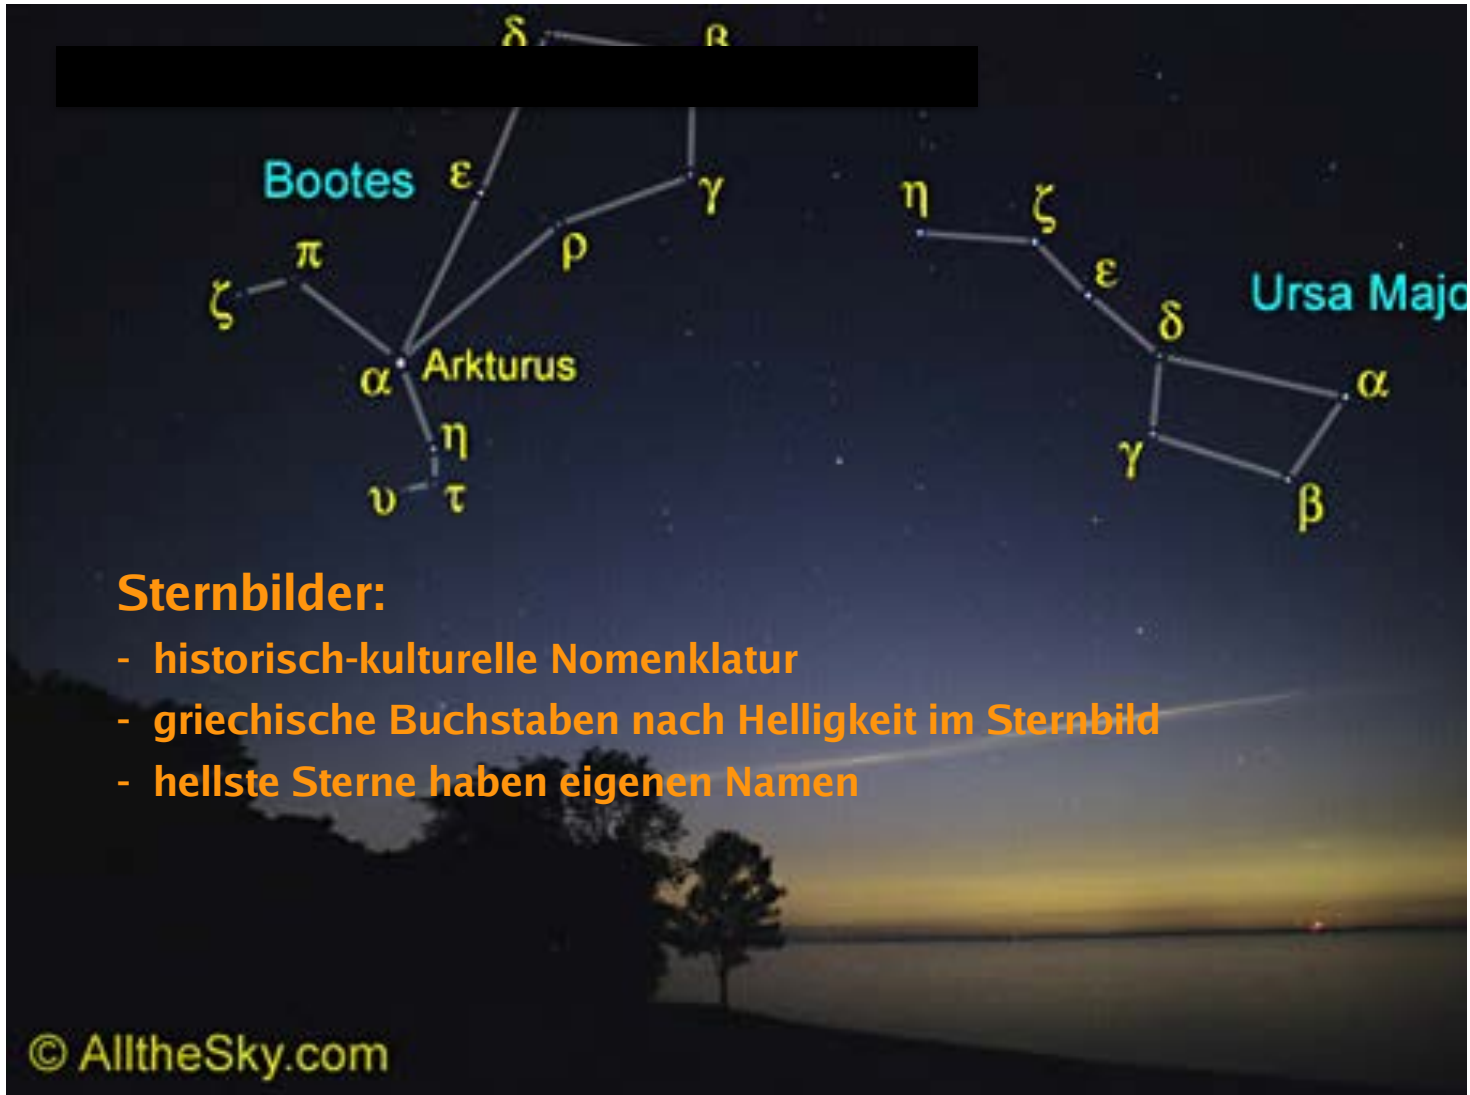 δ β
Bootes ε
γ
η ζ
π ρ
ε
ζ
Ursa Majo
δ
α Arkturus
α
η
γ
υ τ
β
Sternbilder:
- historisch-kulturelle Nomenklatur
- griechische Buchstaben nach Helligkeit im Sternbild
- hellste Sterne haben eigenen Namen
© AlltheSky.com